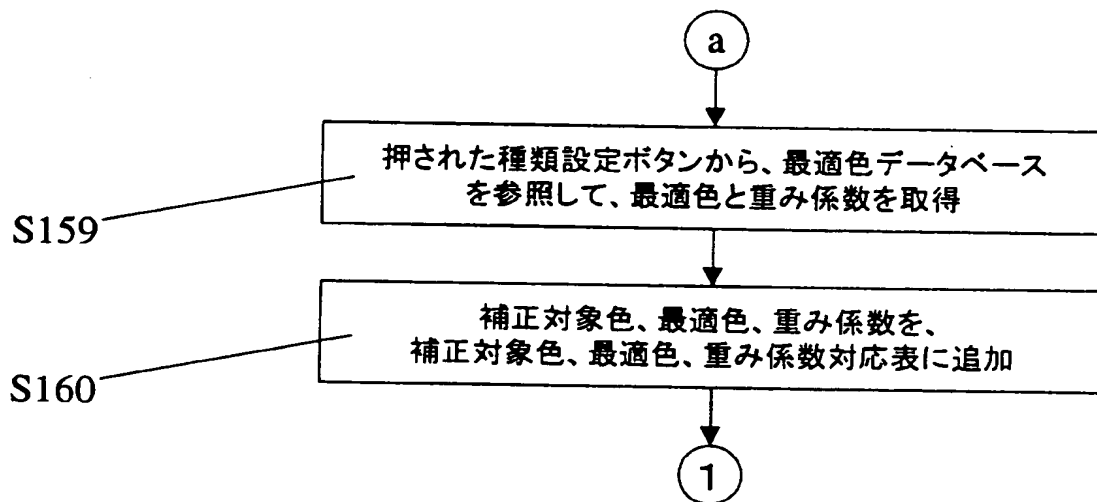 a
押された種類設定ボタンから、最適色データベース
を参照して、最適色と重み係数を取得
S159
補正対象色、最適色、重み係数を、
補正対象色、最適色、重み係数対応表に追加
S160
1